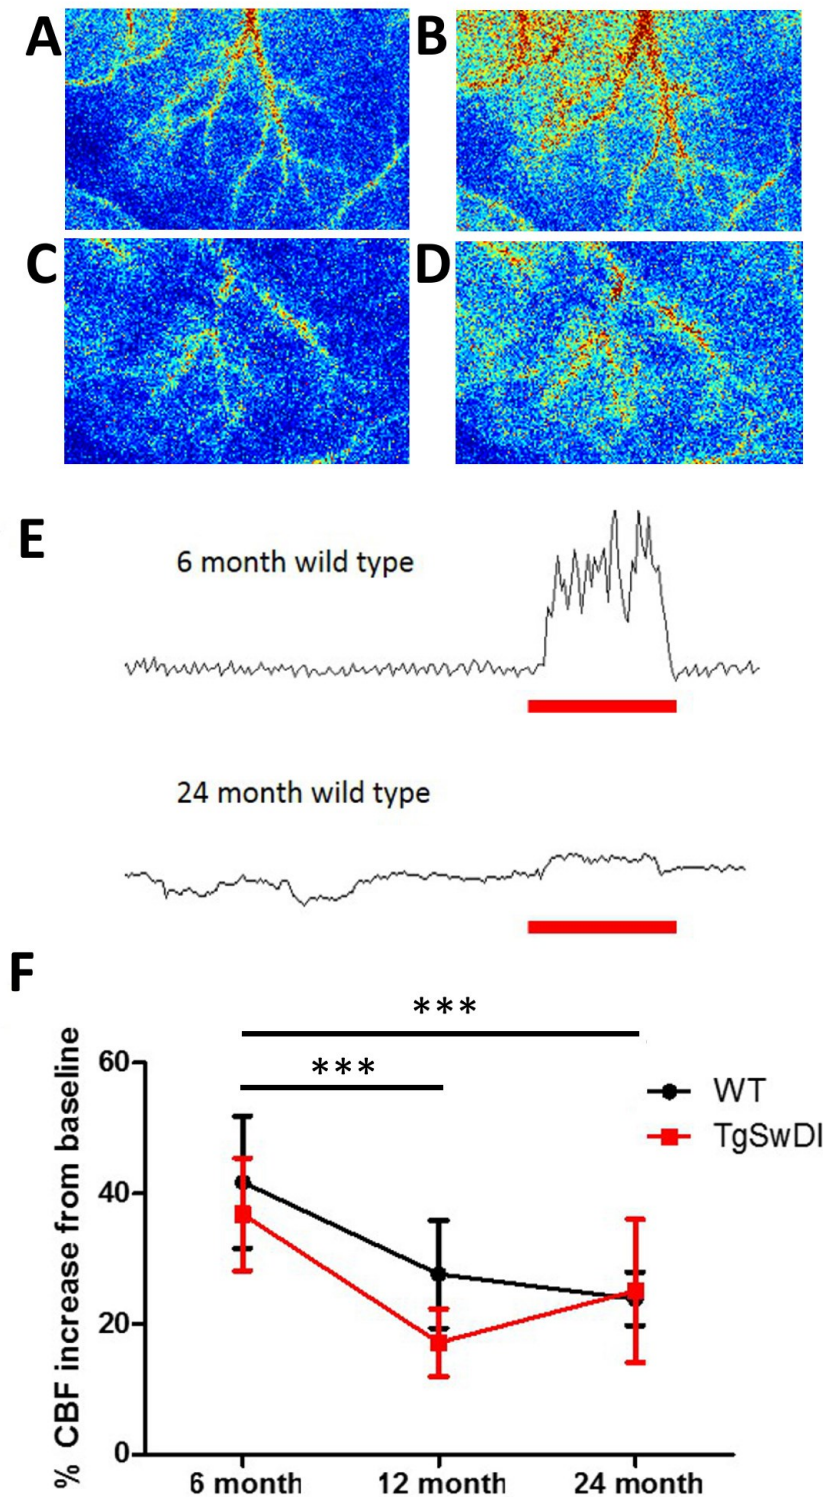 A
B
C
D
E
6 month wild type
24 month wild type
F
***
***
% CBF increase from baseline
60
40
20
0
WT
TgSwDI
6 month
12 month
24 month